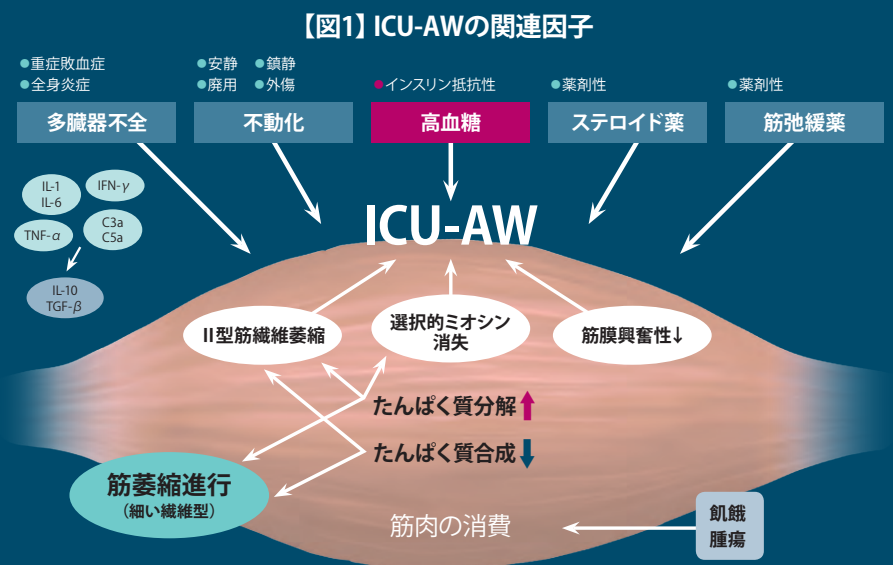 【図1】ICU-AWの関連因子
●重症敗血症
●全身炎症
●安静 ●鎮静
●廃用 ●外傷
●インスリン抵抗性
●薬剤性
●薬剤性
多臓器不全
不動化
高血糖
ステロイド薬
筋弛緩薬
IL-1
IL-6
IFN-γ
TNF-α
C3a
C5a
IL-10
TGF-β
ICU-AW
II型筋繊維萎縮
選択的ミオシン
消失
筋膜興奮性↓
たんぱく質分解
たんぱく質合成
筋萎縮進行
（細い繊維型）
筋肉の消費
飢餓
腫瘍